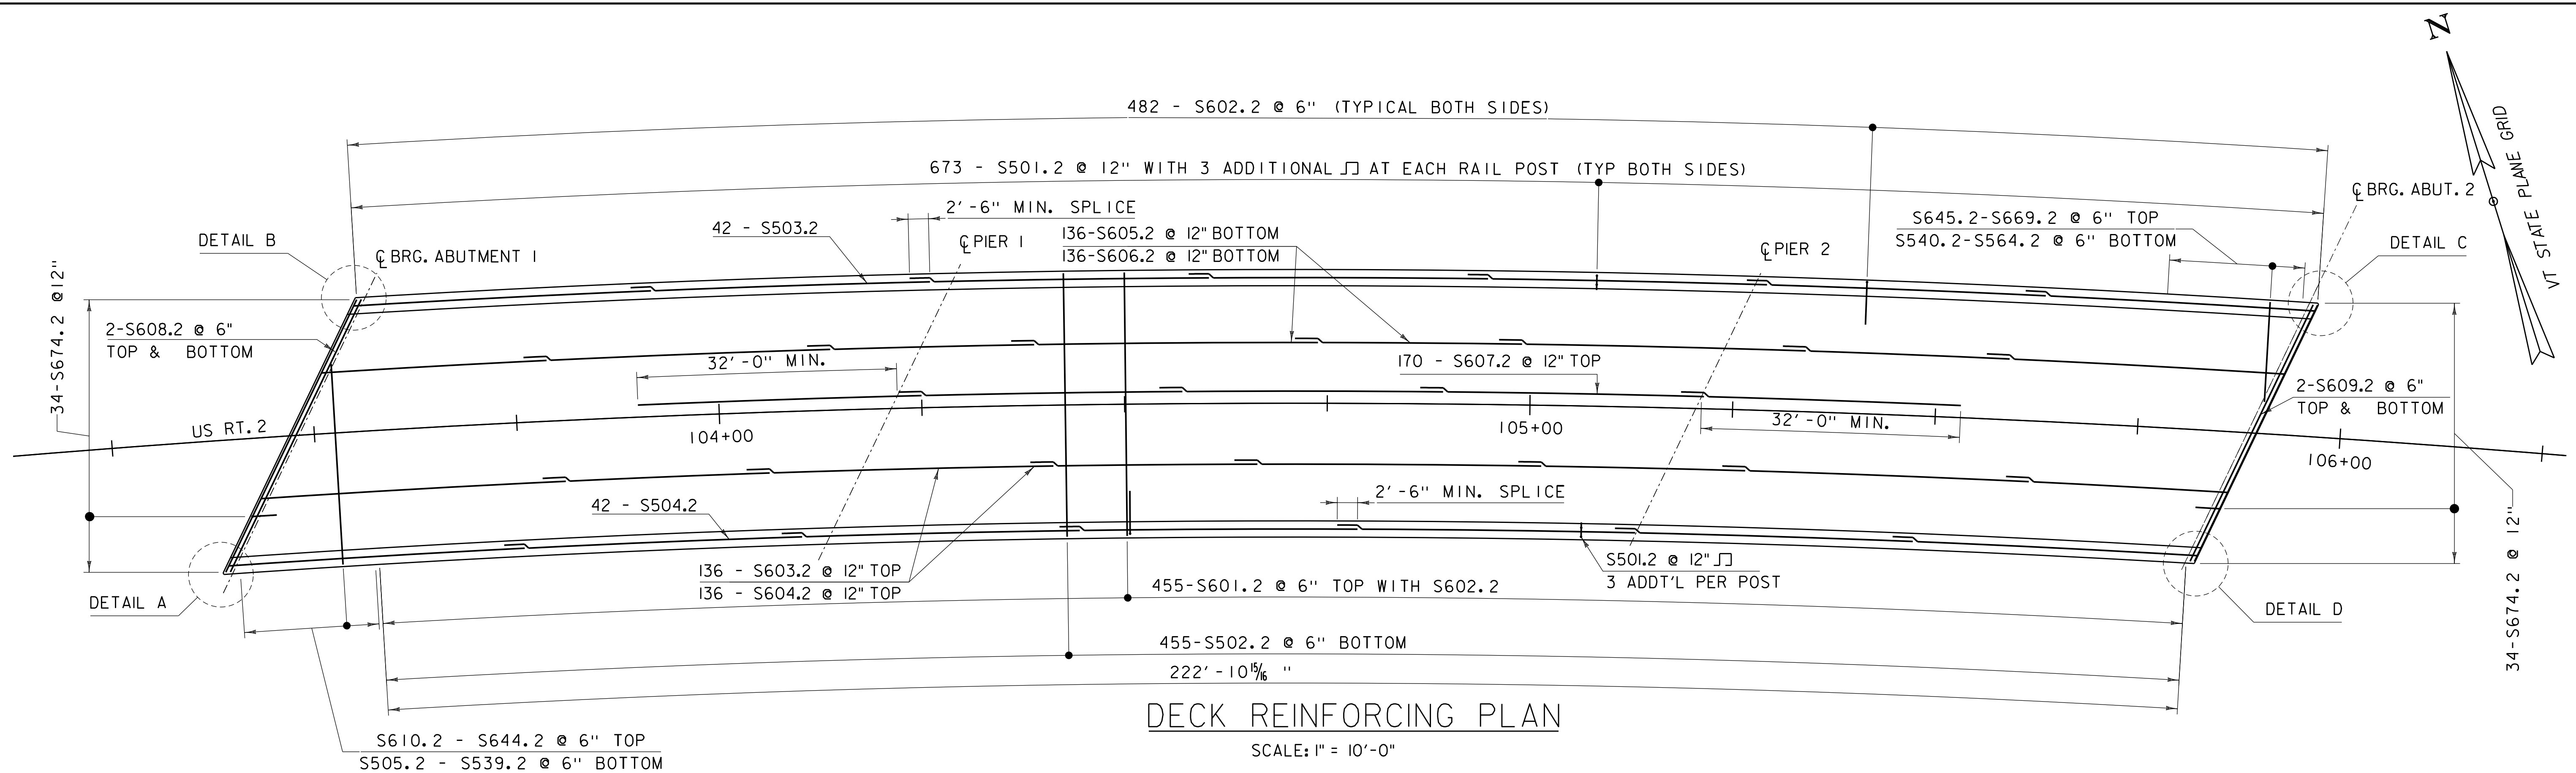 N
VT STATE PLANE GRID
482 - S602.2 @ 6" (TYPICAL BOTH SIDES)
673 - S501.2 @ 12" WITH 3 ADDITIONAL AT EACH RAIL POST (TYP BOTH SIDES)
2'-6" MIN. SPLICE
42 - S503.2
DETAIL B
℄ BRG. ABUTMENT 1
℄ PIER 1
136-S605.2 @ 12" BOTTOM
136-S606.2 @ 12" BOTTOM
℄ PIER 2
S645.2-S669.2 @ 6" TOP
S540.2-S564.2 @ 6" BOTTOM
℄ BRG. ABUT. 2
DETAIL C
34-S674.2 @12"
2-S608.2 @ 6"
TOP & BOTTOM
32'-0" MIN.
170 - S607.2 @ 12" TOP
2-S609.2 @ 6"
TOP & BOTTOM
US RT. 2
104+00
105+00
32'-0" MIN.
106+00
42 - S504.2
2'-6" MIN. SPLICE
34-S674.2 @ 12"
136 - S603.2 @ 12" TOP
136 - S604.2 @ 12" TOP
S501.2 @ 12"
3 ADDT'L PER POST
DETAIL A
455-S601.2 @ 6" TOP WITH S602.2
DETAIL D
455-S502.2 @ 6" BOTTOM
222'-10 15/16 "
S610.2 - S644.2 @ 6" TOP
S505.2 - S539.2 @ 6" BOTTOM
DECK REINFORCING PLAN
SCALE: 1" = 10'-0"